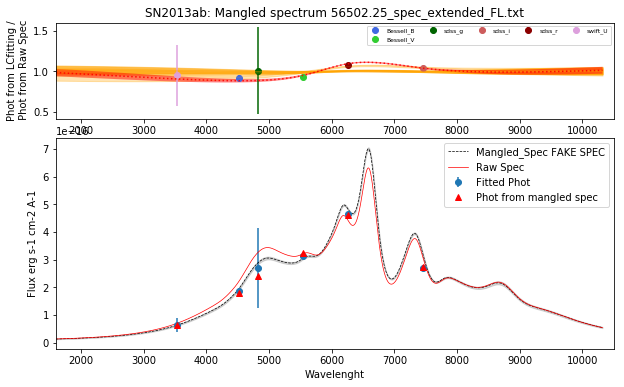 SN2013ab: Mangled spectrum 56502.25_spec_extended_FL.txt
Phot from LCfitting /
Phot from Raw Spec
1.5
1.0
0.5
Bessell_B
Bessell_V
sdss_g
sdss_i
sdss_r
swift_U
2000 3000 4000 5000 6000 7000 8000 9000 10000
1e−16
Flux erg s-1 cm-2 A-1
7
6
5
4
3
2
1
0
Mangled_Spec FAKE SPEC
Raw Spec
Fitted Phot
Phot from mangled spec
2000 3000 4000 5000 6000 7000 8000 9000 10000
Wavelenght